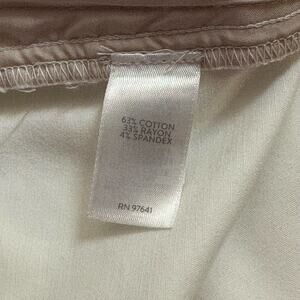 63% COTTON
33% RAYON
4% SPANDEX
RN 97641